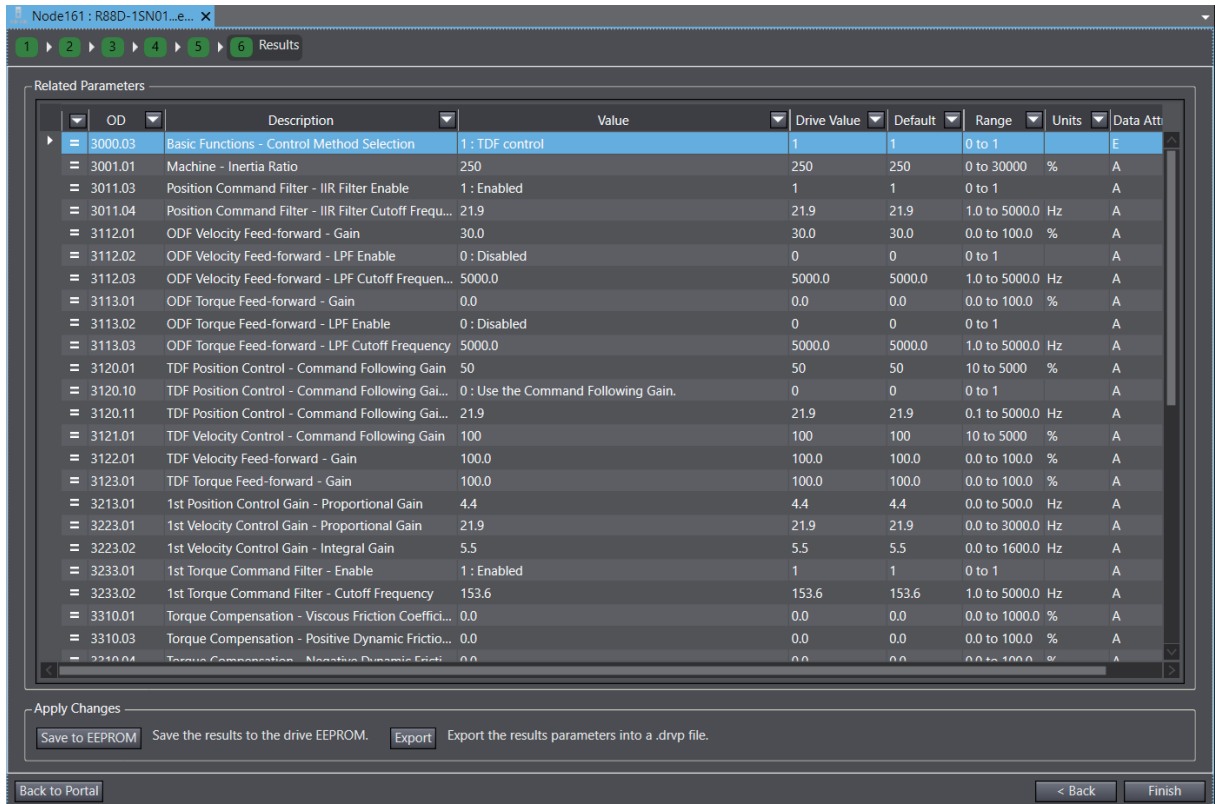 Node161 : R88D-1SN01...e... X
1 2 3 4 5 6 Results
Related Parameters
OD Description Value Drive Value Default Range Units Data Att
= 3000.03 Basic Functions - Control Method Selection 1 : TDF control 1 1 0 to 1 E
= 3001.01 Machine - Inertia Ratio 250 250 250 0 to 30000 % A
= 3011.03 Position Command Filter - IIR Filter Enable 1 : Enabled 1 1 0 to 1 A
= 3011.04 Position Command Filter - IIR Filter Cutoff Frequ... 21.9 21.9 21.9 1.0 to 5000.0 Hz A
= 3112.01 ODF Velocity Feed-forward - Gain 30.0 30.0 30.0 0.0 to 100.0 % A
= 3112.02 ODF Velocity Feed-forward - LPF Enable 0 : Disabled 0 0 0 to 1 A
= 3112.03 ODF Velocity Feed-forward - LPF Cutoff Frequen... 5000.0 5000.0 5000.0 1.0 to 5000.0 Hz A
= 3113.01 ODF Torque Feed-forward - Gain 0.0 0.0 0.0 0.0 to 100.0 % A
= 3113.02 ODF Torque Feed-forward - LPF Enable 0 : Disabled 0 0 0 to 1 A
= 3113.03 ODF Torque Feed-forward - LPF Cutoff Frequency 5000.0 5000.0 5000.0 1.0 to 5000.0 Hz A
= 3120.01 TDF Position Control - Command Following Gain 50 50 50 10 to 5000 % A
= 3120.10 TDF Position Control - Command Following Gai... 0 : Use the Command Following Gain. 0 0 0 to 1 A
= 3120.11 TDF Position Control - Command Following Gai... 21.9 21.9 21.9 0.1 to 5000.0 Hz A
= 3121.01 TDF Velocity Control - Command Following Gain 100 100 100 10 to 5000 % A
= 3122.01 TDF Velocity Feed-forward - Gain 100.0 100.0 100.0 0.0 to 100.0 % A
= 3123.01 TDF Torque Feed-forward - Gain 100.0 100.0 100.0 0.0 to 100.0 % A
= 3213.01 1st Position Control Gain - Proportional Gain 4.4 4.4 4.4 0.0 to 500.0 Hz A
= 3223.01 1st Velocity Control Gain - Proportional Gain 21.9 21.9 21.9 0.0 to 3000.0 Hz A
= 3223.02 1st Velocity Control Gain - Integral Gain 5.5 5.5 5.5 0.0 to 1600.0 Hz A
= 3233.01 1st Torque Command Filter - Enable 1 : Enabled 1 1 0 to 1 A
= 3233.02 1st Torque Command Filter - Cutoff Frequency 153.6 153.6 153.6 1.0 to 5000.0 Hz A
= 3310.01 Torque Compensation - Viscous Friction Coeffici... 0.0 0.0 0.0 0.0 to 1000.0 % A
= 3310.03 Torque Compensation - Positive Dynamic Frictio... 0.0 0.0 0.0 0.0 to 100.0 % A
= 3310.04 Torque Compensation - Negative Dynamic Fricti... 0.0 0.0 0.0 0.0 to 100.0 % A
Apply Changes
Save to EEPROM Save the results to the drive EEPROM. Export Export the results parameters into a .drvp file.
Back to Portal < Back Finish